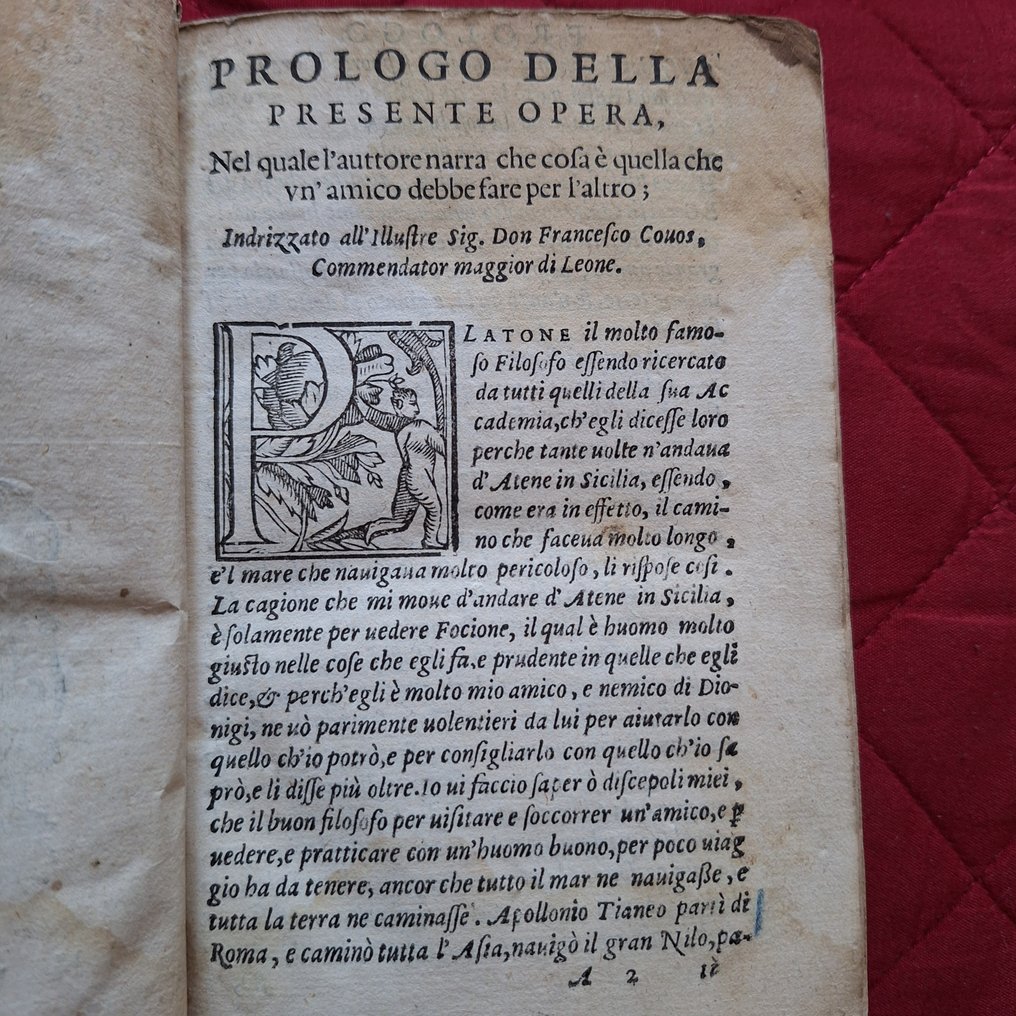 PROLOGO DELLA
PRESENTE OPERA,
Nel quale l'auttore narra che coſa è quella che
vn'amico debbe fare per l'altro;
Indrizzato all'Illuſtre Sig. Don Franceſco Couos,
Commendator maggior di Leone.
PLATONE il molto famo-
ſo Filoſofo eſſendo ricercato
da tutti quelli della ſua Ac
cademia, ch'egli diceſſe loro
perche tante uolte n'andaua
d'Atene in Sicilia, eſſendo,
come era in effetto, il cami-
no che faceua molto longo,
e'l mare che nauigaua molto pericoloſo, li riſpoſe coſi.
La cagione che mi moue d'andare d'Atene in Sicilia,
è ſolamente per uedere Focione, il qual è huomo molto
giuſto nelle coſe che egli fa, e prudente in quelle che egli
dice, & perch'egli è molto mio amico, e nemico di Dio-
nigi, ne uò parimente uolentieri da lui per aiutarlo con
quello ch'io potrò, e per conſigliarlo con quello ch'io ſa
prò, e li diſſe più oltre. Io ui faccio ſaper ò diſcepoli miei,
che il buon filoſofo per uiſitare e ſoccorrer un'amico, e ꝑ
uedere, e pratticare con un'huomo buono, per poco uiag
gio ha da tenere, ancor che tutto il mar ne nauigaße, e
tutta la terra ne caminaſſe. Apollonio Tianeo partì di
Roma, e caminò tutta l'Aſia, nauigò il gran Nilo, pa-
A 2 tì